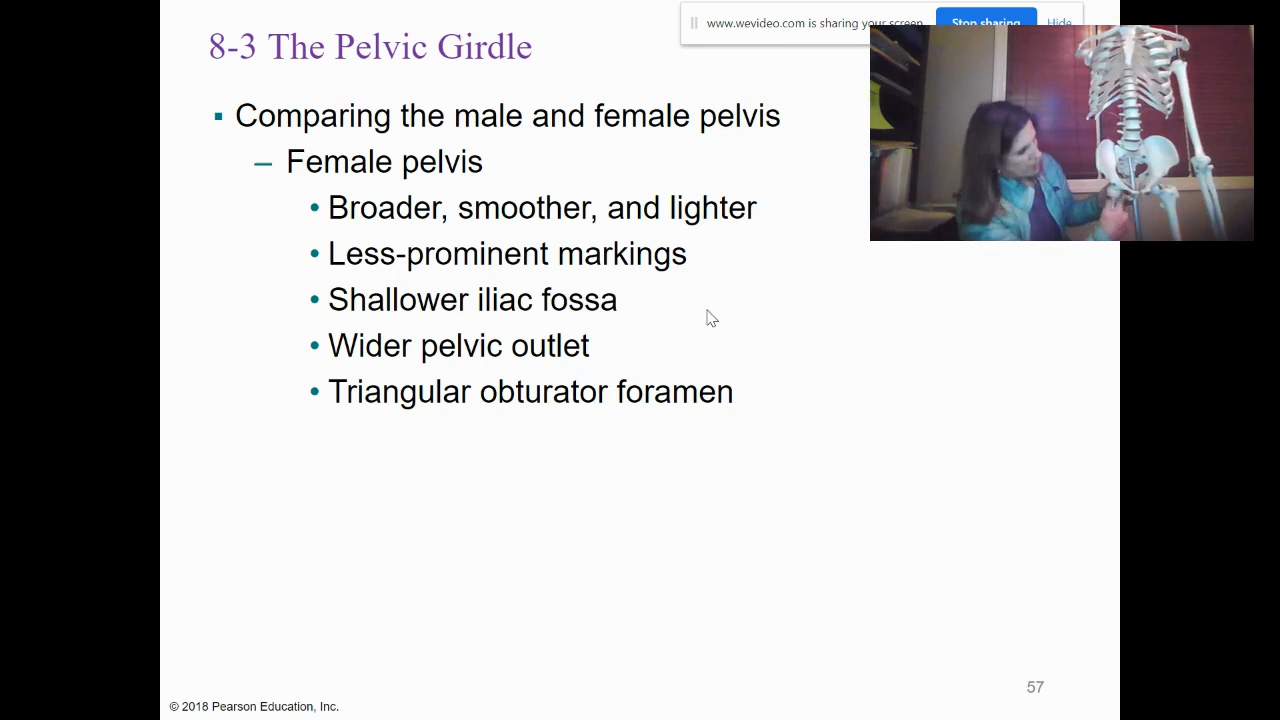 www.wevideo.com is sharing your screen.
Stop sharing
Hide
8-3 The Pelvic Girdle
▪ Comparing the male and female pelvis
– Female pelvis
• Broader, smoother, and lighter
• Less-prominent markings
• Shallower iliac fossa
• Wider pelvic outlet
• Triangular obturator foramen
57
© 2018 Pearson Education, Inc.